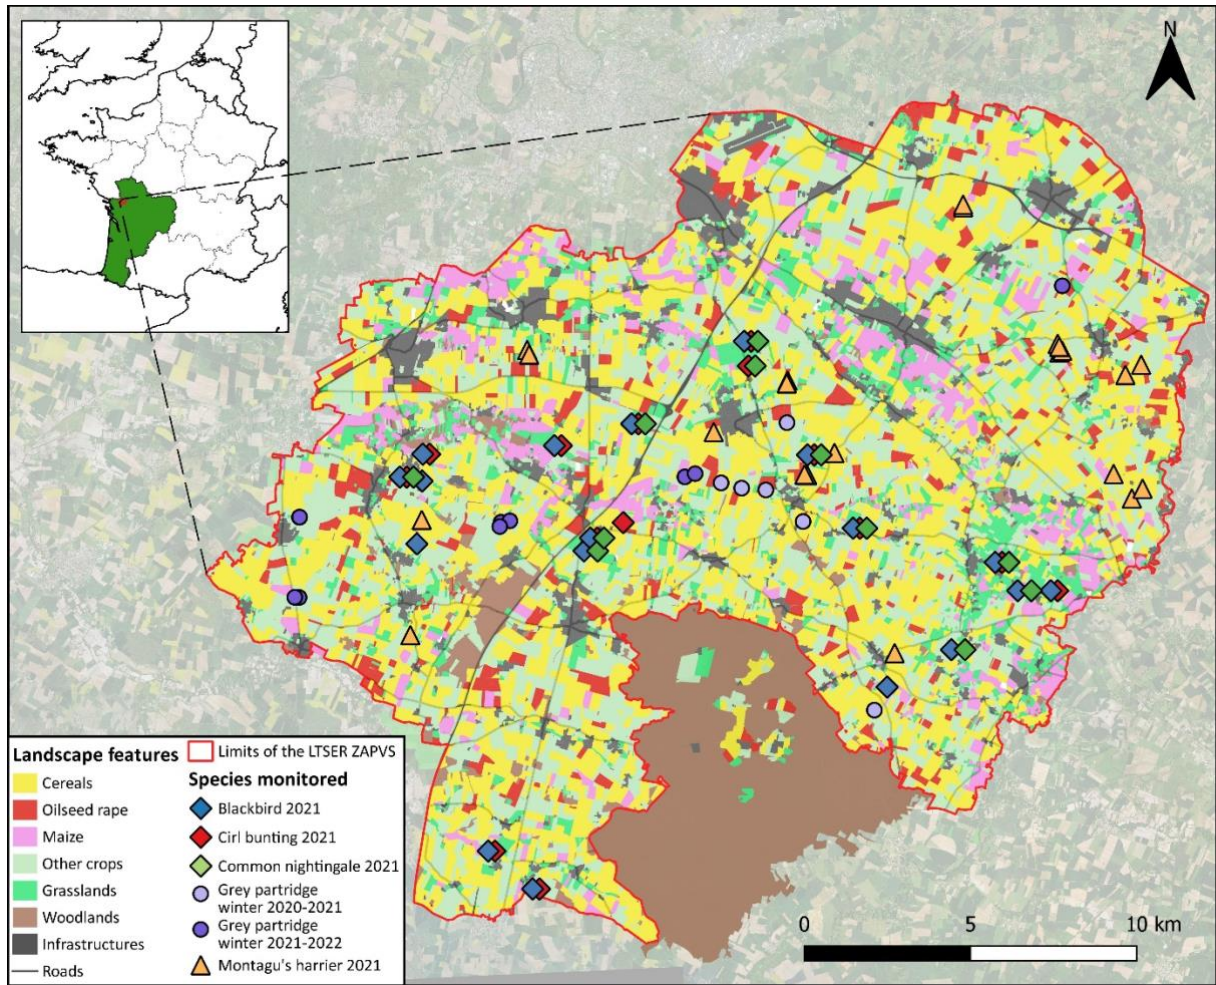 N
Landscape features
Cereals
Oilseed rape
Maize
Other crops
Grasslands
Woodlands
Infrastructures
Roads
Limits of the LTSER ZAPVS
Species monitored
Blackbird 2021
Cirl bunting 2021
Common nightingale 2021
Grey partridge
winter 2020-2021
Grey partridge
winter 2021-2022
Montagu's harrier 2021
0 5 10 km